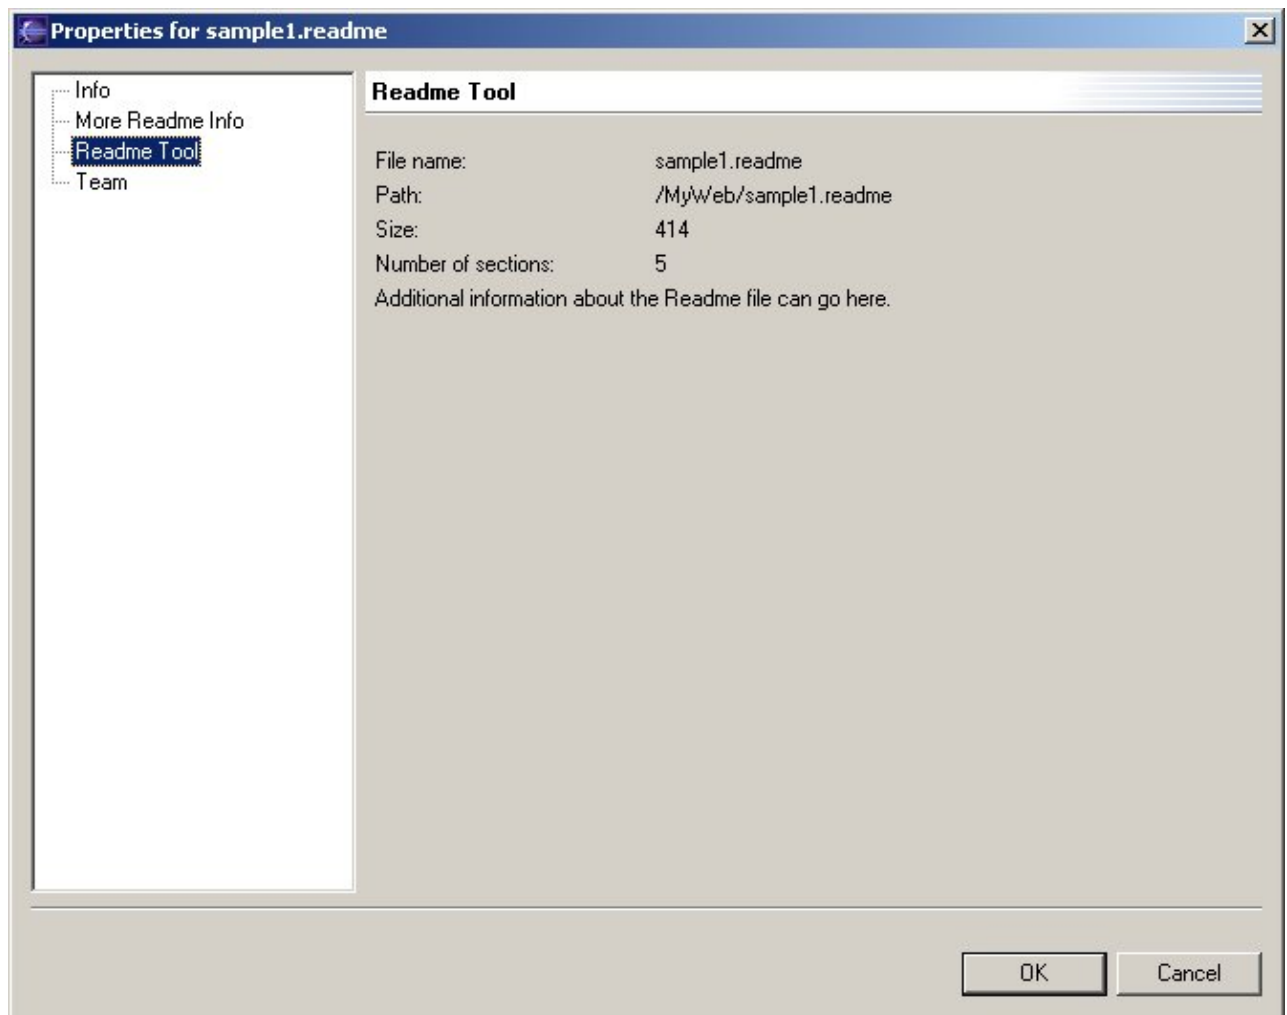 Properties for sample1.readme
Info
More Readme Info
Readme Tool
Team
Readme Tool
File name: sample1.readme
Path: /MyWeb/sample1.readme
Size: 414
Number of sections: 5
Additional information about the Readme file can go here.
OK Cancel